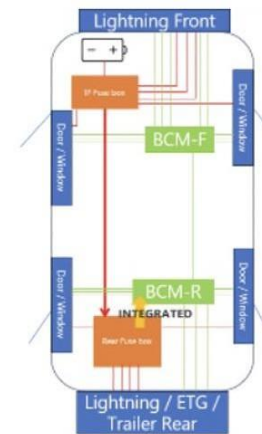 Lightning Front
- +
Fuse box
Door / Window
Door / Window
BCM-F
Door / Window
Door / Window
BCM-R
INTEGRATED
Rear Fuse box
Lightning / ETG /
Trailer Rear